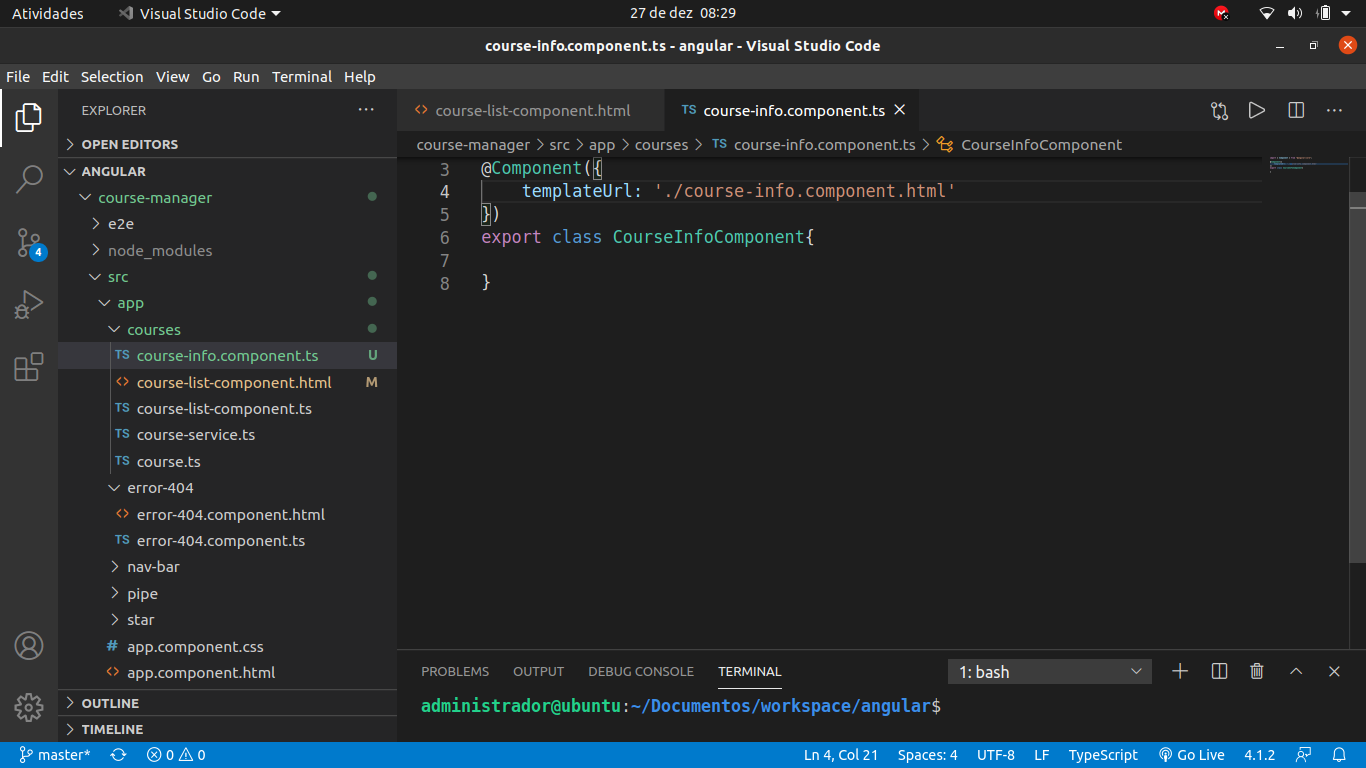 Atividades Visual Studio Code 27 de dez 08:29
course-info.component.ts - angular - Visual Studio Code
File Edit Selection View Go Run Terminal Help
EXPLORER
OPEN EDITORS
ANGULAR
course-manager
e2e
node_modules
src
app
courses
TS course-info.component.ts U
<> course-list-component.html M
TS course-list-component.ts
TS course-service.ts
TS course.ts
error-404
<> error-404.component.html
TS error-404.component.ts
nav-bar
pipe
star
# app.component.css
<> app.component.html
OUTLINE
TIMELINE
4
<> course-list-component.html TS course-info.component.ts
course-manager > src > app > courses > TS course-info.component.ts > CourseInfoComponent
3 @Component({
4 templateUrl: './course-info.component.html'
5 })
6 export class CourseInfoComponent{
7
8 }
PROBLEMS OUTPUT DEBUG CONSOLE TERMINAL 1: bash
administrador@ubuntu:~/Documentos/workspace/angular$
master* 0 0 Ln 4, Col 21 Spaces: 4 UTF-8 LF TypeScript Go Live 4.1.2